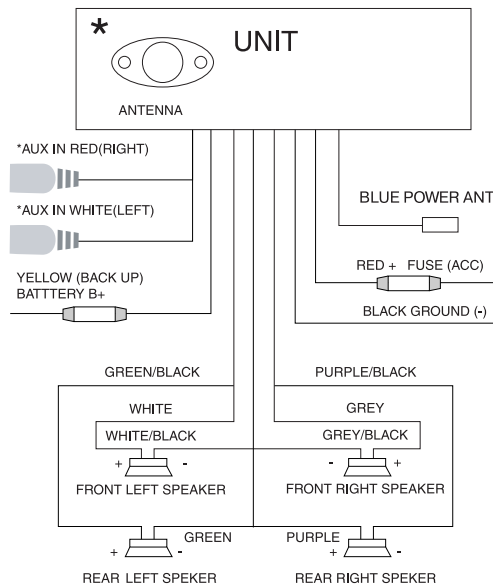 * UNIT
ANTENNA
*AUX IN RED(RIGHT)
*AUX IN WHITE(LEFT)
BLUE POWER ANT
YELLOW (BACK UP)
BATTTERY B+
RED + FUSE (ACC)
BLACK GROUND (-)
GREEN/BLACK
PURPLE/BLACK
WHITE
GREY
WHITE/BLACK
GREY/BLACK
+ -
- +
FRONT LEFT SPEAKER
FRONT RIGHT SPEAKER
GREEN
PURPLE
+ -
+ -
REAR LEFT SPEKER
REAR RIGHT SPEKER